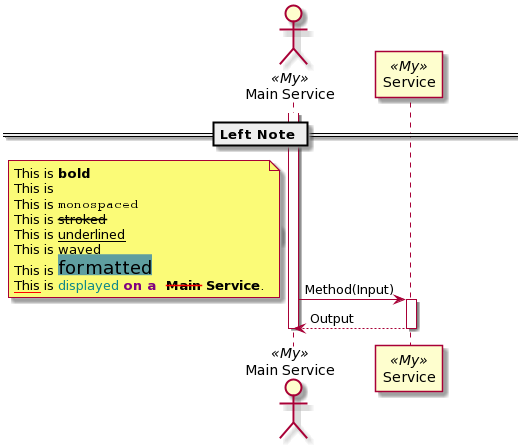 «My»
Main Service
«My»
Service
Left Note
This is bold
This is
This is monospaced
This is stroked
This is underlined
This is waved
This is formatted
This is displayed on a Main Service.
Method(Input)
Output
«My»
Main Service
«My»
Service